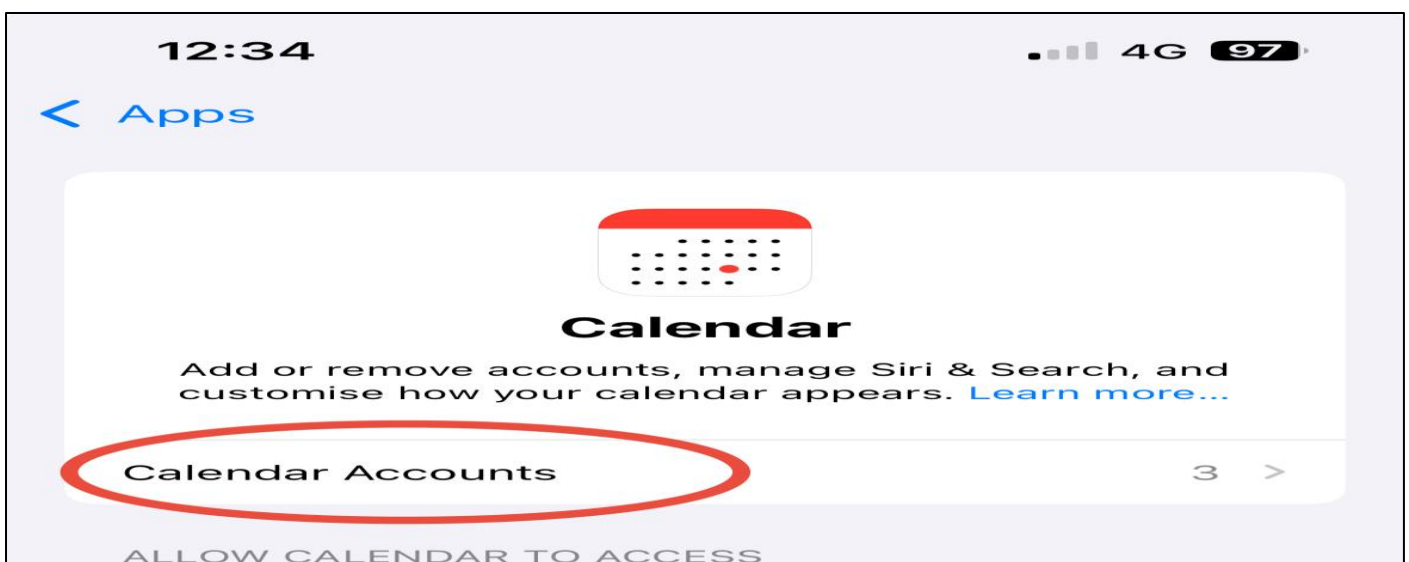 12:34 4G 97
< Apps
Calendar
Add or remove accounts, manage Siri & Search, and
customise how your calendar appears. Learn more...
Calendar Accounts 3 >
ALLOW CALENDAR TO ACCESS